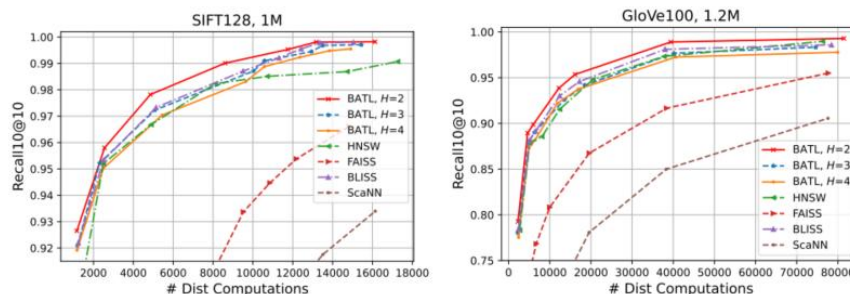 SIFT128, 1M
1.00
0.99
0.98
0.97
0.96
0.95
0.94
0.93
0.92
Recall10@10
BATL, H=2
BATL, H=3
BATL, H=4
HNSW
FAISS
BLISS
ScaNN
2000 4000 6000 8000 10000 12000 14000 16000 18000
# Dist Computations
GloVe100, 1.2M
1.00
0.95
0.90
0.85
0.80
0.75
Recall10@10
BATL, H=2
BATL, H=3
BATL, H=4
HNSW
FAISS
BLISS
ScaNN
0 10000 20000 30000 40000 50000 60000 70000 80000
# Dist Computations